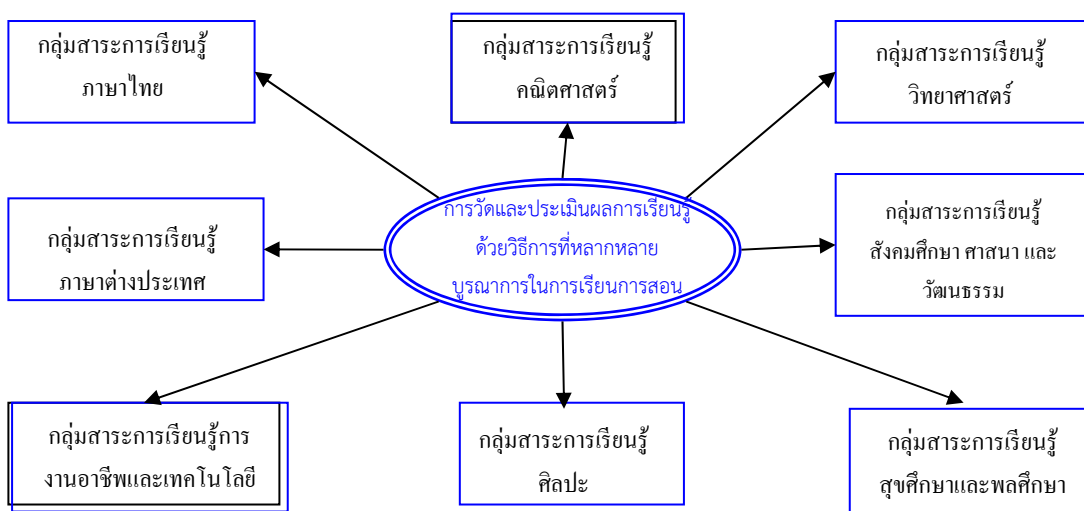 กลุ่มสาระการเรียนรู้
ภาษาไทย
กลุ่มสาระการเรียนรู้
คณิตศาสตร์
กลุ่มสาระการเรียนรู้
วิทยาศาสตร์
กลุ่มสาระการเรียนรู้
ภาษาต่างประเทศ
การวัดและประเมินผลการเรียนรู้
ด้วยวิธีการที่หลากหลาย
บูรณาการในการเรียนการสอน
กลุ่มสาระการเรียนรู้
สังคมศึกษา ศาสนา และ
วัฒนธรรม
กลุ่มสาระการเรียนรู้การ
งานอาชีพและเทคโนโลยี
กลุ่มสาระการเรียนรู้
ศิลปะ
กลุ่มสาระการเรียนรู้
สุขศึกษาและพลศึกษา